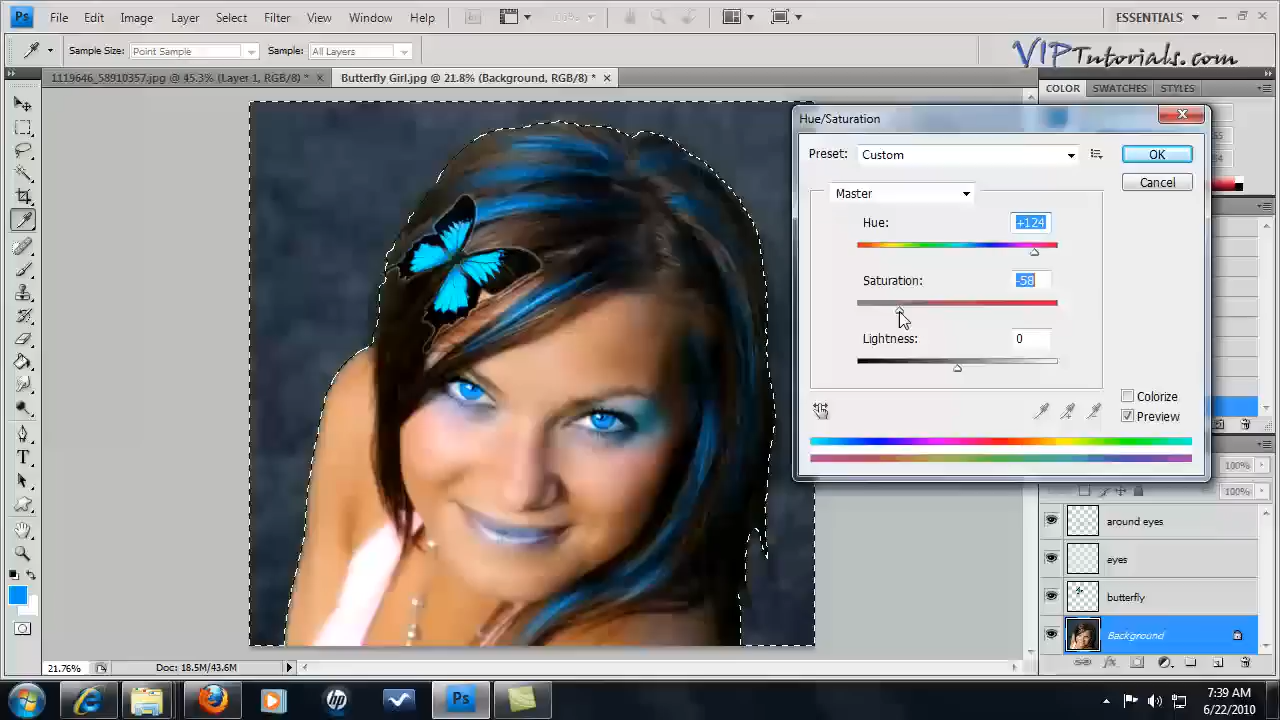 Ps File Edit Image Layer Select Filter View Window Help 100% ESSENTIALS
Sample Size: Point Sample Sample: All Layers
VIPTutorials.com
1119646_58910357.jpg @ 45.3% (Layer 1, RGB/8) * × Butterfly Girl.jpg @ 21.8% (Background, RGB/8) * ×
COLOR SWATCHES STYLES
Hue/Saturation
Preset: Custom OK
Cancel
Master
Hue: +124
Saturation: -58
Lightness: 0
Colorize
Preview
100%
100%
around eyes
eyes
butterfly
Background
T
21.76% Doc: 18.5M/43.6M
hp Ps 7:39 AM
6/22/2010